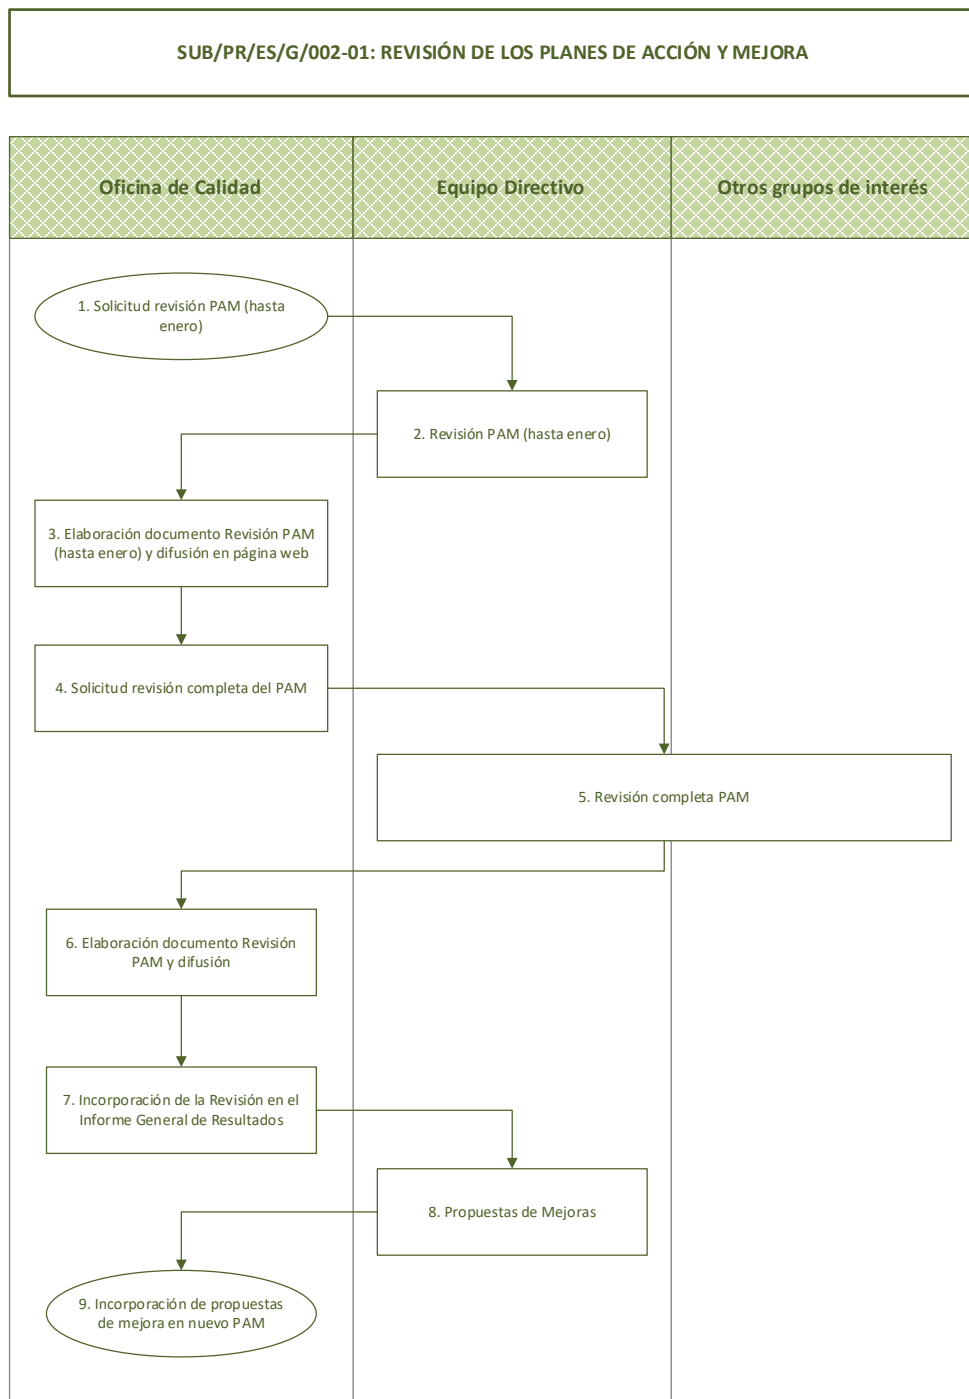 SUB/PR/ES/G/002-01: REVISIÓN DE LOS PLANES DE ACCIÓN Y MEJORA
Oficina de Calidad
Equipo Directivo
Otros grupos de interés
1. Solicitud revisión PAM (hasta
enero)
2. Revisión PAM (hasta enero)
3. Elaboración documento Revisión PAM
(hasta enero) y difusión en página web
4. Solicitud revisión completa del PAM
5. Revisión completa PAM
6. Elaboración documento Revisión
PAM y difusión
7. Incorporación de la Revisión en el
Informe General de Resultados
8. Propuestas de Mejoras
9. Incorporación de propuestas
de mejora en nuevo PAM